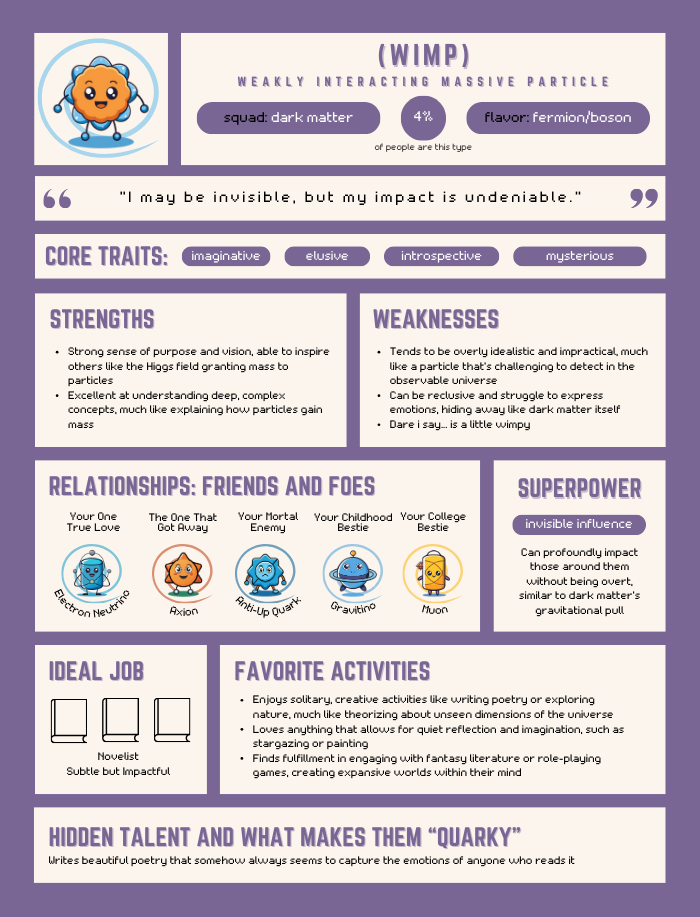 (WIMP)
WEAKLY INTERACTING MASSIVE PARTICLE
squad: dark matter
4%
flavor: fermion/boson
of people are this type
"I may be invisible, but my impact is undeniable."
CORE TRAITS:
imaginative
elusive
introspective
mysterious
STRENGTHS
• Strong sense of purpose and vision, able to inspire
others like the Higgs field granting mass to
particles
• Excellent at understanding deep, complex
concepts, much like explaining how particles gain
mass
WEAKNESSES
• Tends to be overly idealistic and impractical, much
like a particle that's challenging to detect in the
observable universe
• Can be reclusive and struggle to express
emotions, hiding away like dark matter itself
• Dare i say... is a little wimpy
RELATIONSHIPS: FRIENDS AND FOES
Your One
True Love
Electron Neutrino
The One That
Got Away
Axion
Your Mortal
Enemy
Anti-Up Quark
Your Childhood
Bestie
Gravitino
Your College
Bestie
Muon
SUPERPOWER
invisible influence
Can profoundly impact
those around them
without being overt,
similar to dark matter's
gravitational pull
IDEAL JOB
Novelist
Subtle but Impactful
FAVORITE ACTIVITIES
• Enjoys solitary, creative activities like writing poetry or exploring
nature, much like theorizing about unseen dimensions of the universe
• Loves anything that allows for quiet reflection and imagination, such as
stargazing or painting
• Finds fulfillment in engaging with fantasy literature or role-playing
games, creating expansive worlds within their mind
HIDDEN TALENT AND WHAT MAKES THEM “QUARKY”
Writes beautiful poetry that somehow always seems to capture the emotions of anyone who reads it